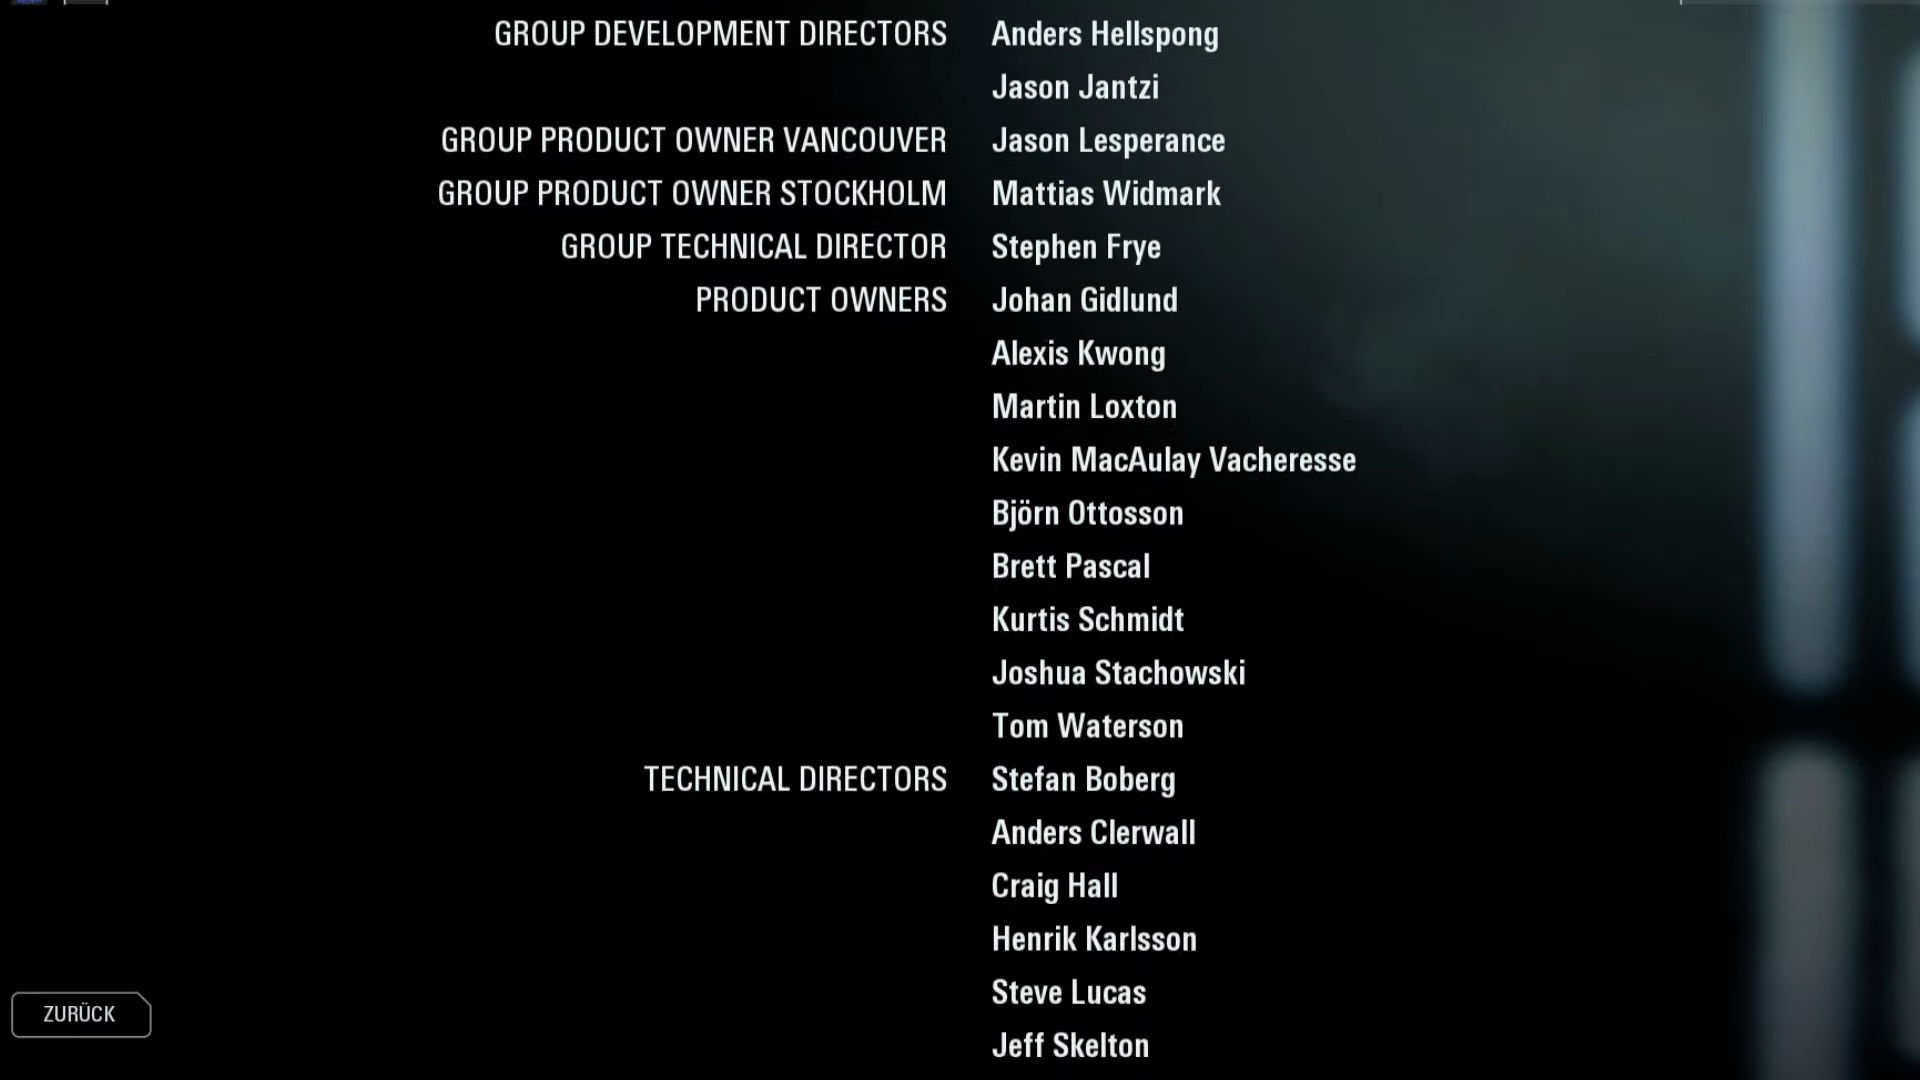 GROUP DEVELOPMENT DIRECTORS Anders Hellspong
Jason Jantzi
GROUP PRODUCT OWNER VANCOUVER Jason Lesperance
GROUP PRODUCT OWNER STOCKHOLM Mattias Widmark
GROUP TECHNICAL DIRECTOR Stephen Frye
PRODUCT OWNERS Johan Gidlund
Alexis Kwong
Martin Loxton
Kevin MacAulay Vacheresse
Björn Ottosson
Brett Pascal
Kurtis Schmidt
Joshua Stachowski
Tom Waterson
TECHNICAL DIRECTORS Stefan Boberg
Anders Clerwall
Craig Hall
Henrik Karlsson
Steve Lucas
Jeff Skelton
ZURÜCK